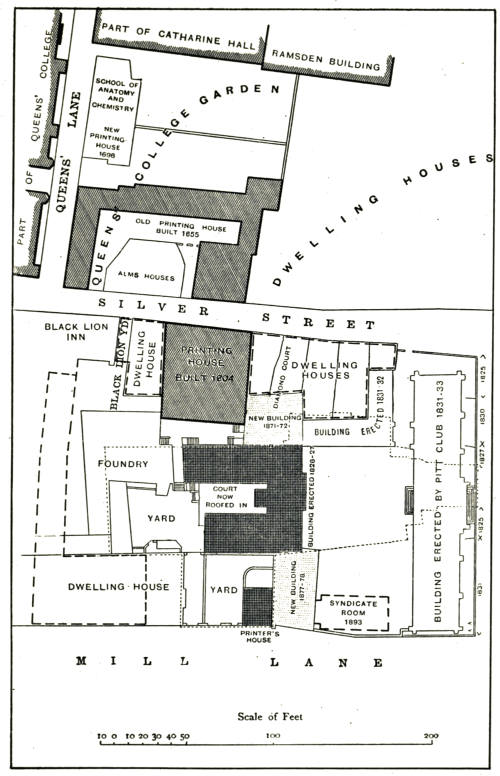 PART OF CATHARINE HALL
RAMSDEN BUILDING
PART OF QUEENS' COLLEGE
QUEENS' LANE
SCHOOL OF
ANATOMY
AND
CHEMISTRY
NEW
PRINTING-
HOUSE
1696
QUEENS' COLLEGE GARDEN
DWELLING HOUSES
OLD PRINTING HOUSE
BUILT 1655
ALMS HOUSES
SILVER STREET
BLACK LION
INN
BLACK LION YD
DWELLING
HOUSE
PRINTING
HOUSE
BUILT 1804
DIAMOND COURT
DWELLING
HOUSES
NEW BUILDING
1871-72
BUILDING ERECTED 1831-32
1825
1830
1827
1825
1831
BUILDING ERECTED BY PITT CLUB 1831-33
FOUNDRY
COURT
NOW
ROOFED IN
BUILDING ERECTED 1826-27
YARD
DWELLING HOUSE
YARD
NEW BUILDING
1877-78
SYNDICATE
ROOM
1893
PRINTER'S
HOUSE
MILL LANE
Scale of Feet
10 0 10 20 30 40 50 100 200